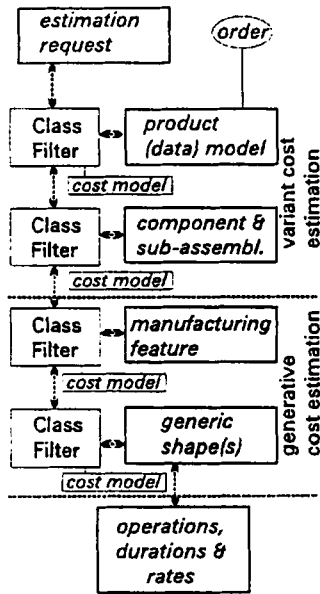 estimation
request
order
Class
Filter
product
(data) model
cost model
Class
Filter
component &
sub-assembl.
variant cost
estimation
cost model
Class
Filter
manufacturing
feature
cost model
Class
Filter
generic
shape(s)
generative
cost estimation
cost model
operations,
durations &
rates